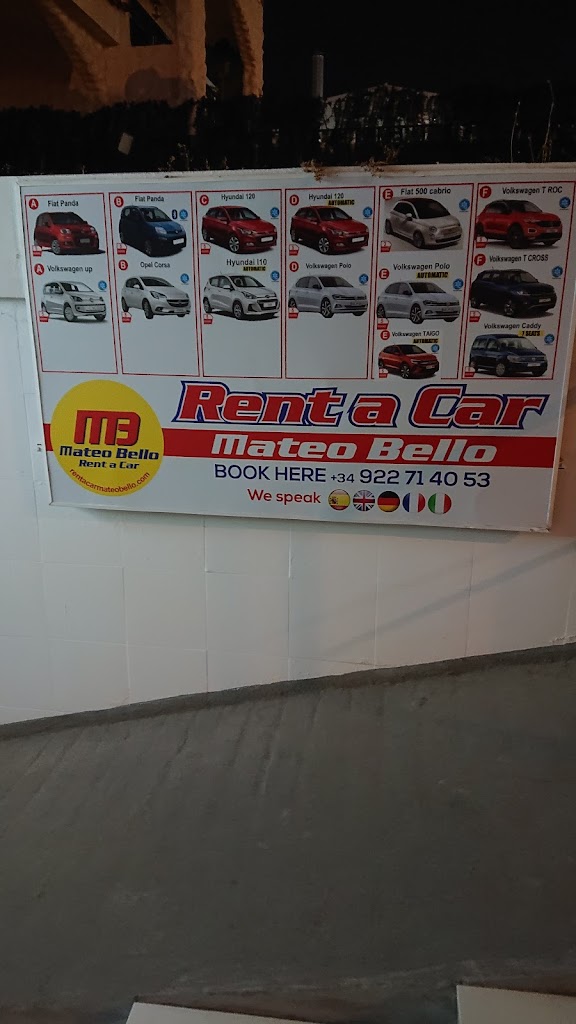 A Fiat Panda
B Fiat Panda
C Hyundai I20
D Hyundai I20
AUTOMATIC
E Fiat 500 cabrio
F Volkswagen T ROC
A Volkswagen up
B Opel Corsa
Hyundai I10
AUTOMATIC
D Volkswagen Polo
E Volkswagen Polo
AUTOMATIC
F Volkswagen T CROSS
E Volkswagen TAIGO
AUTOMATIC
Volkswagen Caddy
7 SEATS
MB
Mateo Bello
Rent a Car
rentacarmateobello.com
Rent a Car
Mateo Bello
BOOK HERE +34 922 71 40 53
We speak